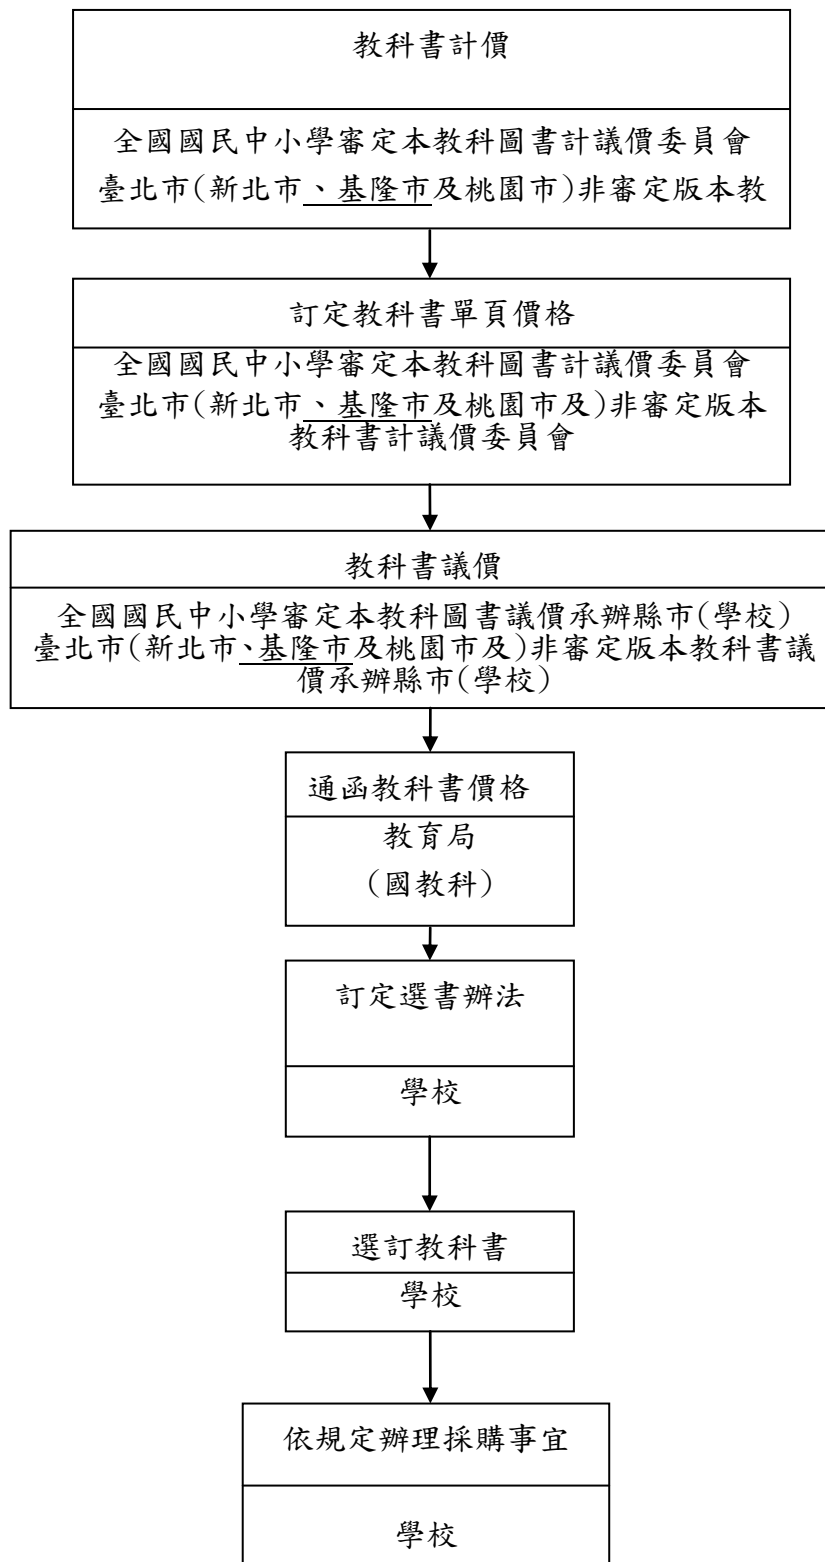 教科書計價
全國國民中小學審定本教科圖書計議價委員會
臺北市(新北市、基隆市及桃園市)非審定版本教
訂定教科書單頁價格
全國國民中小學審定本教科圖書計議價委員會
臺北市(新北市、基隆市及桃園市及)非審定版本
教科書計議價委員會
教科書議價
全國國民中小學審定本教科圖書議價承辦縣市(學校)
臺北市(新北市、基隆市及桃園市及)非審定版本教科書議
價承辦縣市(學校)
通函教科書價格
教育局
(國教科)
訂定選書辦法
學校
選訂教科書
學校
依規定辦理採購事宜
學校